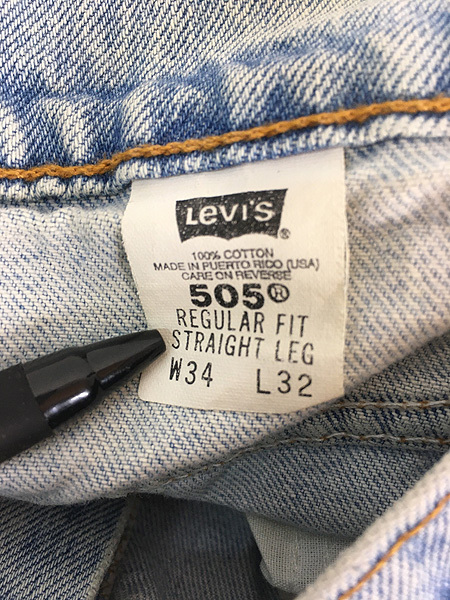 LEVI'S ®
100% COTTON
MADE IN PUERTO RICO (USA)
CARE ON REVERSE
505®
REGULAR FIT
STRAIGHT LEG
W34 L32